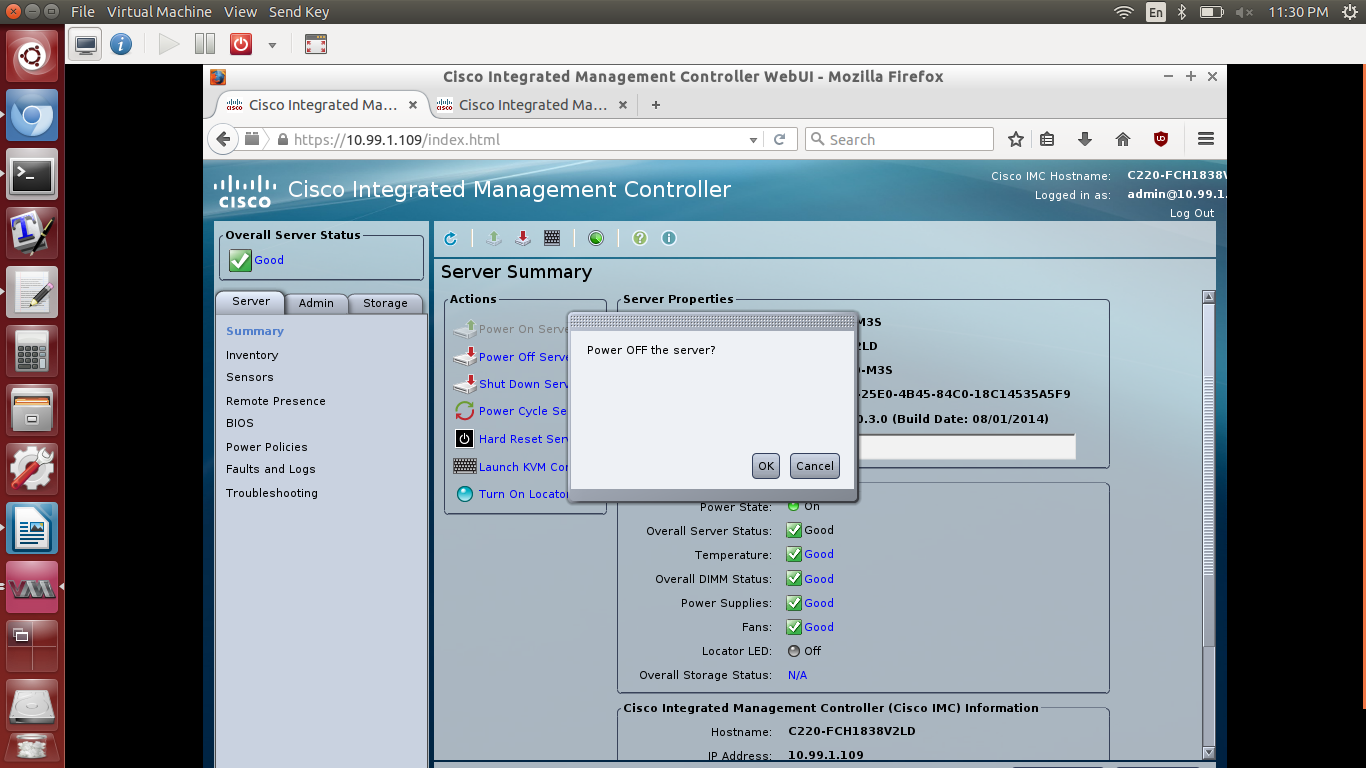 File Virtual Machine View Send Key
En 11:30 PM
Cisco Integrated Management Controller WebUI - Mozilla Firefox
Cisco Integrated Ma... Cisco Integrated Ma...
https://10.99.1.109/index.html Search
cisco Cisco Integrated Management Controller
Cisco IMC Hostname: C220-FCH1838V
Logged in as: admin@10.99.1.
Log Out
Overall Server Status
Good
Server Admin Storage
Summary
Inventory
Sensors
Remote Presence
BIOS
Power Policies
Faults and Logs
Troubleshooting
Server Summary
Actions
Power On Serve
Power Off Serve
Shut Down Serv
Power Cycle Se
Hard Reset Serv
Launch KVM Con
Turn On Locator
Server Properties
M3S
2LD
-M3S
-25E0-4B45-84C0-18C14535A5F9
0.3.0 (Build Date: 08/01/2014)
Power OFF the server?
OK Cancel
Power State: On
Overall Server Status: Good
Temperature: Good
Overall DIMM Status: Good
Power Supplies: Good
Fans: Good
Locator LED: Off
Overall Storage Status: N/A
Cisco Integrated Management Controller (Cisco IMC) Information
Hostname: C220-FCH1838V2LD
IP Address: 10.99.1.109